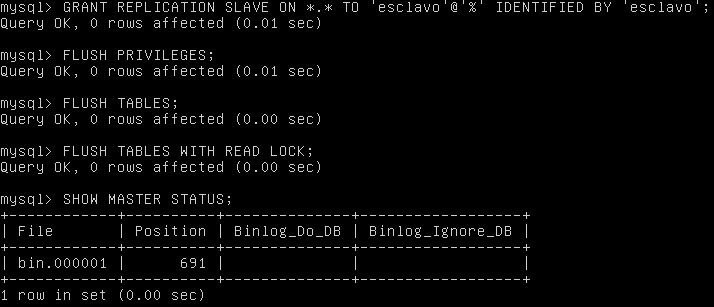 mysql> GRANT REPLICATION SLAVE ON *.* TO 'esclavo'@'%' IDENTIFIED BY 'esclavo';
Query OK, 0 rows affected (0.01 sec)
mysql> FLUSH PRIVILEGES;
Query OK, 0 rows affected (0.01 sec)
mysql> FLUSH TABLES;
Query OK, 0 rows affected (0.00 sec)
mysql> FLUSH TABLES WITH READ LOCK;
Query OK, 0 rows affected (0.00 sec)
mysql> SHOW MASTER STATUS;
+------------+----------+--------------+------------------+
| File       | Position | Binlog_Do_DB | Binlog_Ignore_DB |
+------------+----------+--------------+------------------+
| bin.000001 |      691 |              |                  |
+------------+----------+--------------+------------------+
1 row in set (0.00 sec)